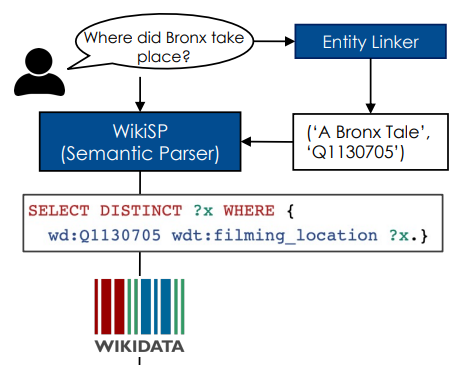 Where did Bronx take
place?
Entity Linker
WikiSP
(Semantic Parser)
(‘A Bronx Tale’,
‘Q1130705’)
SELECT DISTINCT ?x WHERE {
wd:Q1130705 wdt:filming_location ?x.}
WIKIDATA